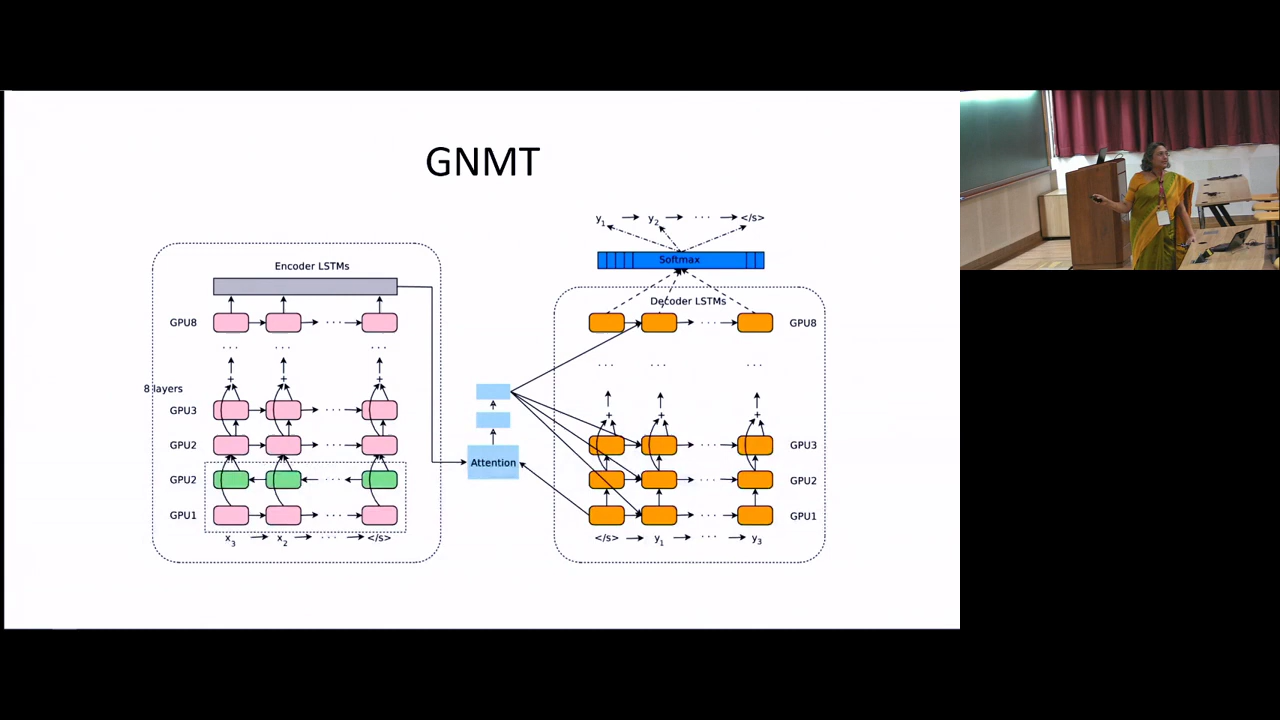 GNMT
Encoder LSTMs
GPU8
. . .
8 layers
GPU3
GPU2
GPU2
GPU1
x3 x2 . . . </s>
Attention
y1 y2 . . . </s>
Softmax
Decoder LSTMs
GPU8
. . .
GPU3
GPU2
GPU1
</s> y1 . . . y3